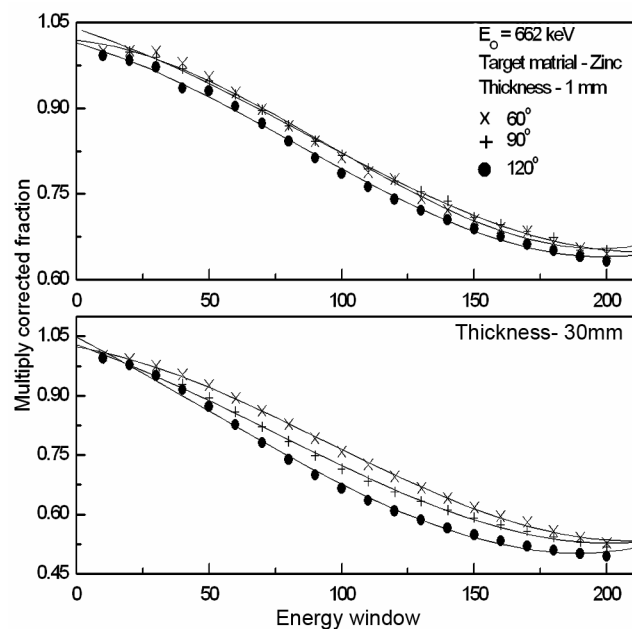 Multiply corrected fraction
1.05
0.90
0.75
0.60
E₀ = 662 keV
Target matrial - Zinc
Thickness - 1 mm
× 60°
+ 90°
● 120°
0 50 100 150 200
Thickness- 30mm
1.05
0.90
0.75
0.60
0.45
0 50 100 150 200
Energy window